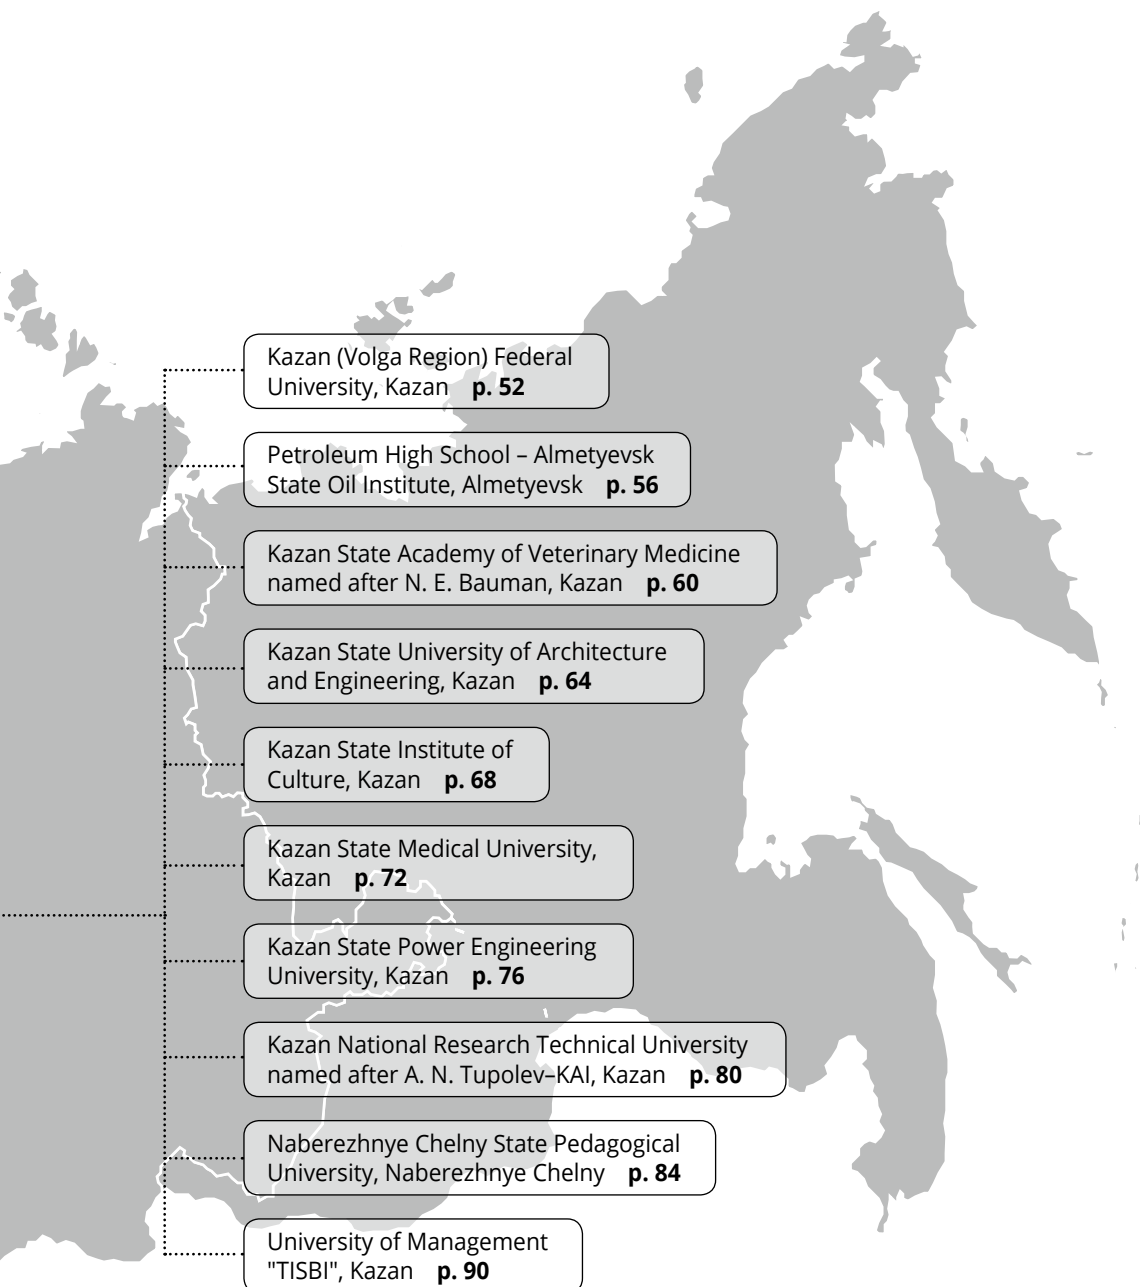 Kazan (Volga Region) Federal
University, Kazan p. 52
Petroleum High School – Almetyevsk
State Oil Institute, Almetyevsk p. 56
Kazan State Academy of Veterinary Medicine
named after N. E. Bauman, Kazan p. 60
Kazan State University of Architecture
and Engineering, Kazan p. 64
Kazan State Institute of
Culture, Kazan p. 68
Kazan State Medical University,
Kazan p. 72
Kazan State Power Engineering
University, Kazan p. 76
Kazan National Research Technical University
named after A. N. Tupolev–KAI, Kazan p. 80
Naberezhnye Chelny State Pedagogical
University, Naberezhnye Chelny p. 84
University of Management
"TISBI", Kazan p. 90